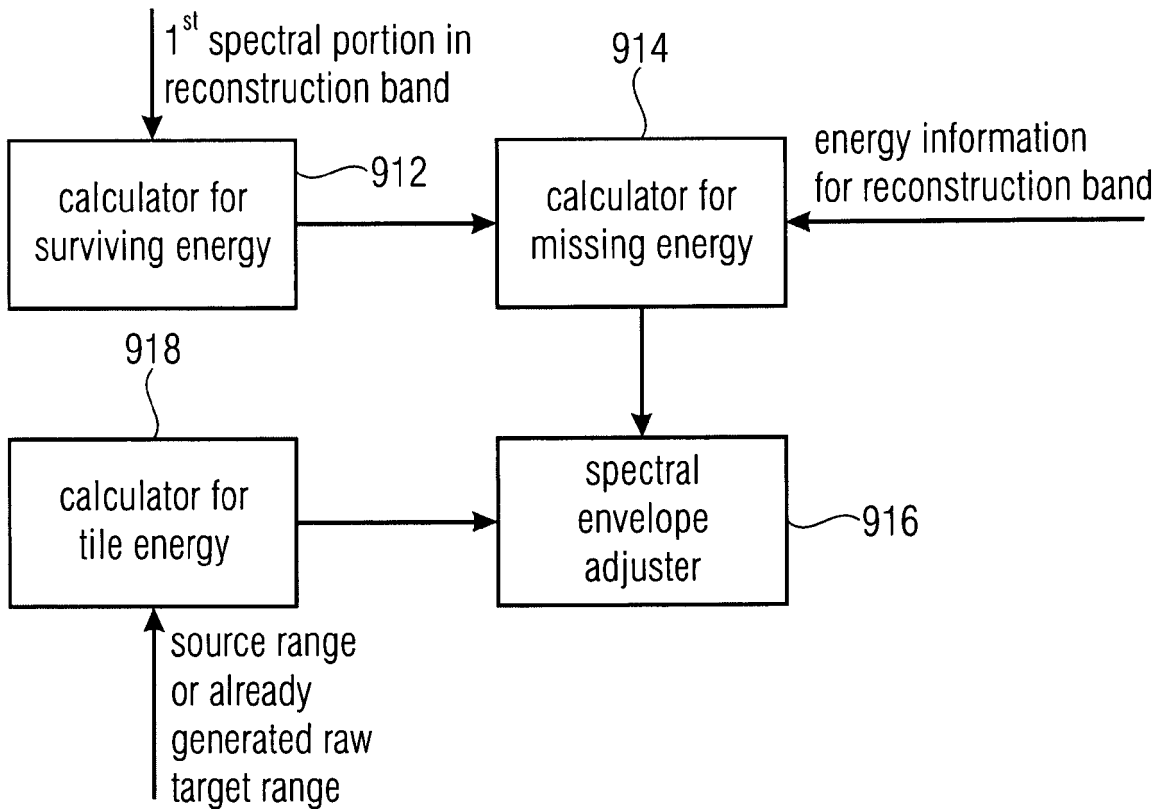 1st spectral portion in
reconstruction band
914
energy information
for reconstruction band
calculator for
surviving energy
912
calculator for
missing energy
918
calculator for
tile energy
spectral
envelope
adjuster
916
source range
or already
generated raw
target range